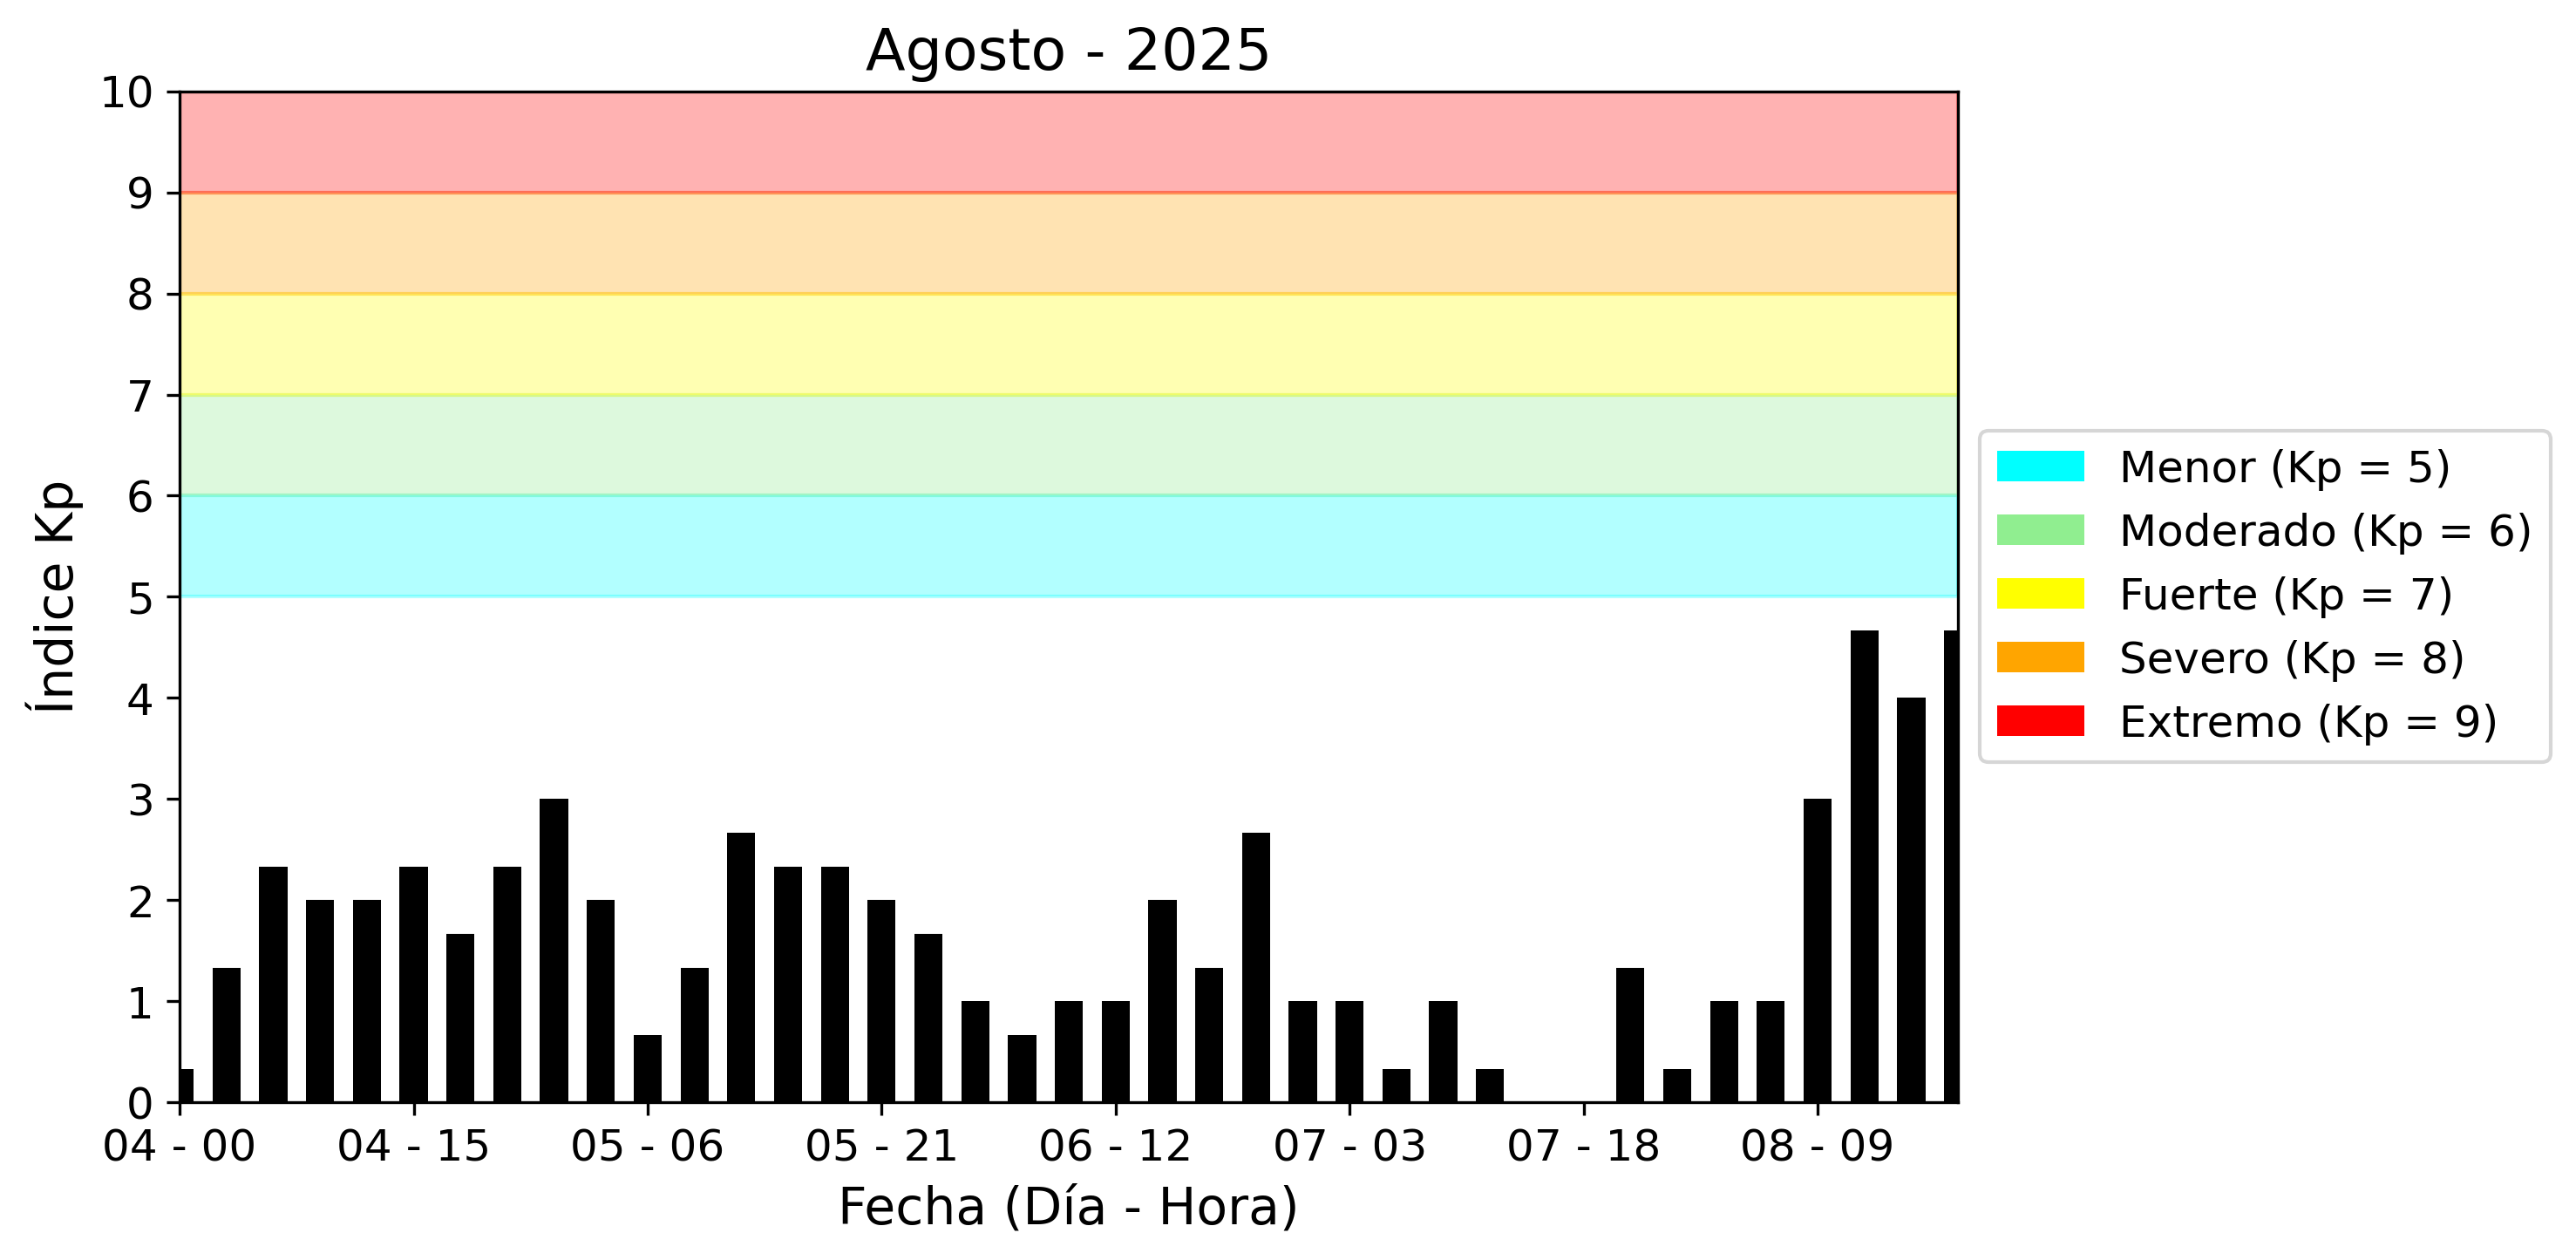 Agosto - 2025
10
9
8
7
6
5
4
3
2
1
0
Índice Kp
04 - 00
04 - 15
05 - 06
05 - 21
06 - 12
07 - 03
07 - 18
08 - 09
Fecha (Día - Hora)
Menor (Kp = 5)
Moderado (Kp = 6)
Fuerte (Kp = 7)
Severo (Kp = 8)
Extremo (Kp = 9)